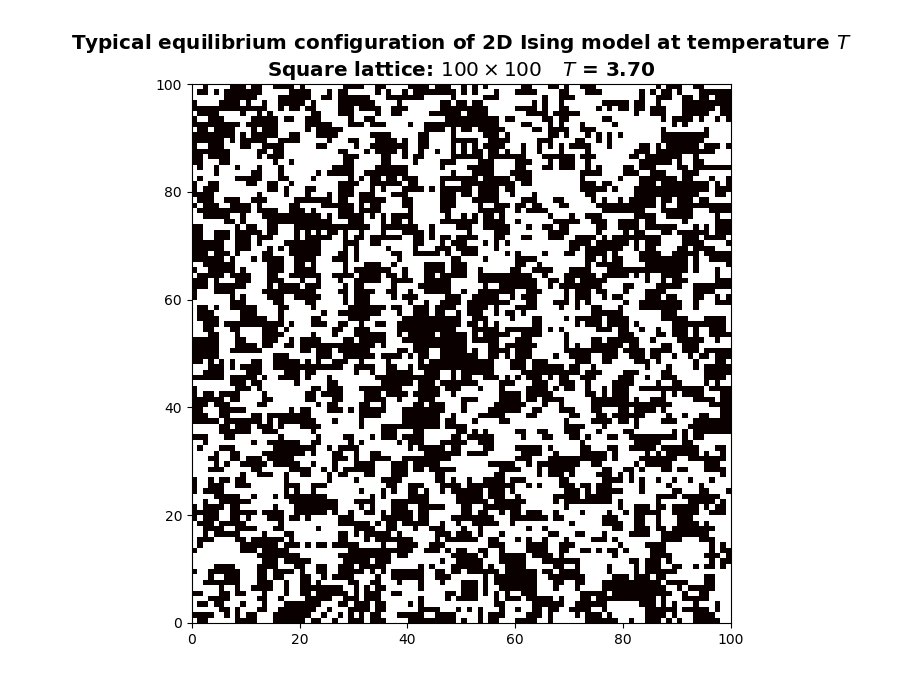 Typical equilibrium configuration of 2D Ising model at temperature T
Square lattice: 100 × 100 T = 3.70
100
80
60
40
20
0
0 20 40 60 80 100